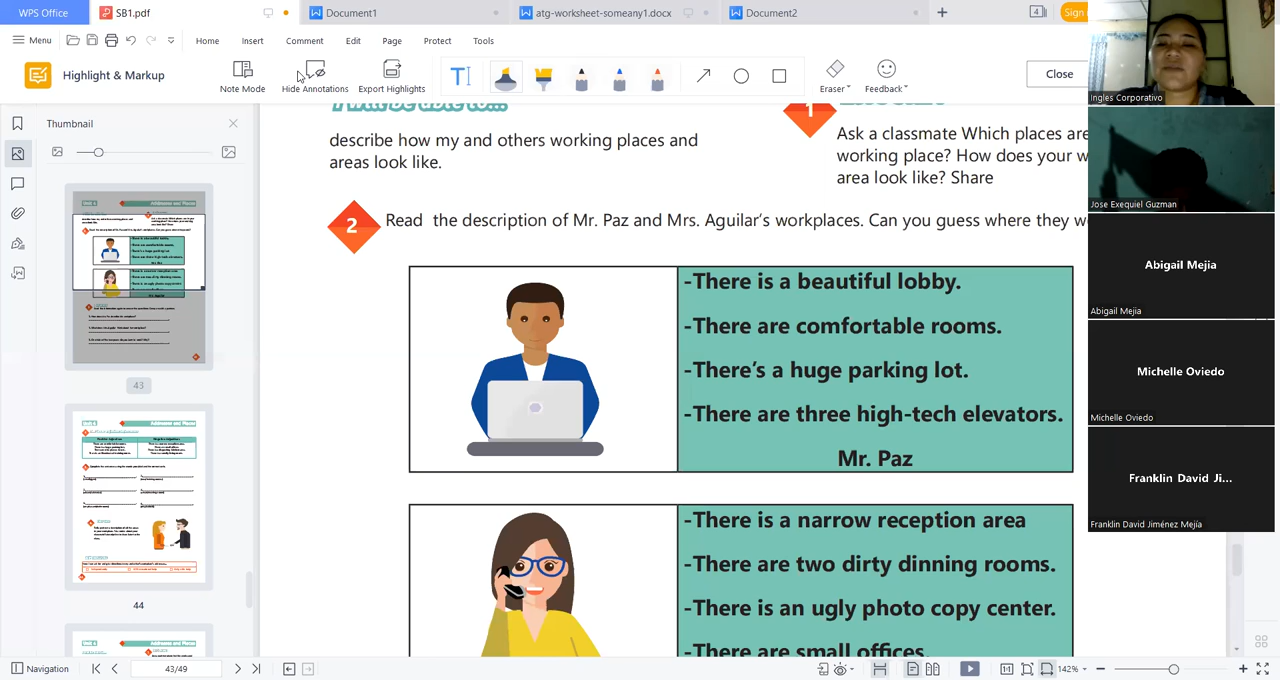 WPS Office
SB1.pdf
Document1
atg-worksheet-someany1.docx
Document2
4
Sign
Menu
Home
Insert
Comment
Edit
Page
Protect
Tools
Highlight & Markup
Note Mode
Hide Annotations
Export Highlights
Eraser
Feedback
Close
Thumbnail
43
44
describe how my and others working places and
areas look like.
1
Ask a classmate Which places are
working place? How does your w
area look like? Share
2
Read the description of Mr. Paz and Mrs. Aguilar's workplaces. Can you guess where they w
-There is a beautiful lobby.
-There are comfortable rooms.
-There's a huge parking lot.
-There are three high-tech elevators.
Mr. Paz
-There is a narrow reception area
-There are two dirty dinning rooms.
-There is an ugly photo copy center.
-There are small offices.
Ingles Corporativo
Jose Exequiel Guzman
Abigail Mejia
Abigail Mejia
Michelle Oviedo
Michelle Oviedo
Franklin David Ji...
Franklin David Jiménez Mejía
Navigation
43/49
142%